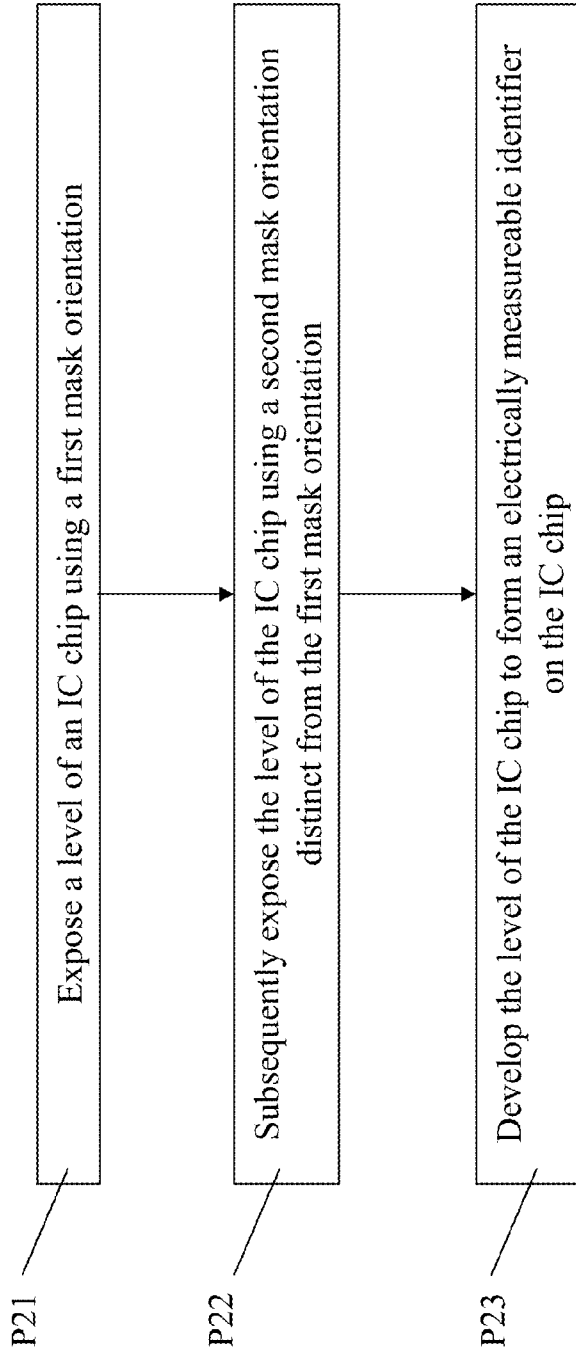 P21
Expose a level of an IC chip using a first mask orientation
P22
Subsequently expose the level of the IC chip using a second mask orientation
distinct from the first mask orientation
P23
Develop the level of the IC chip to form an electrically measureable identifier
on the IC chip